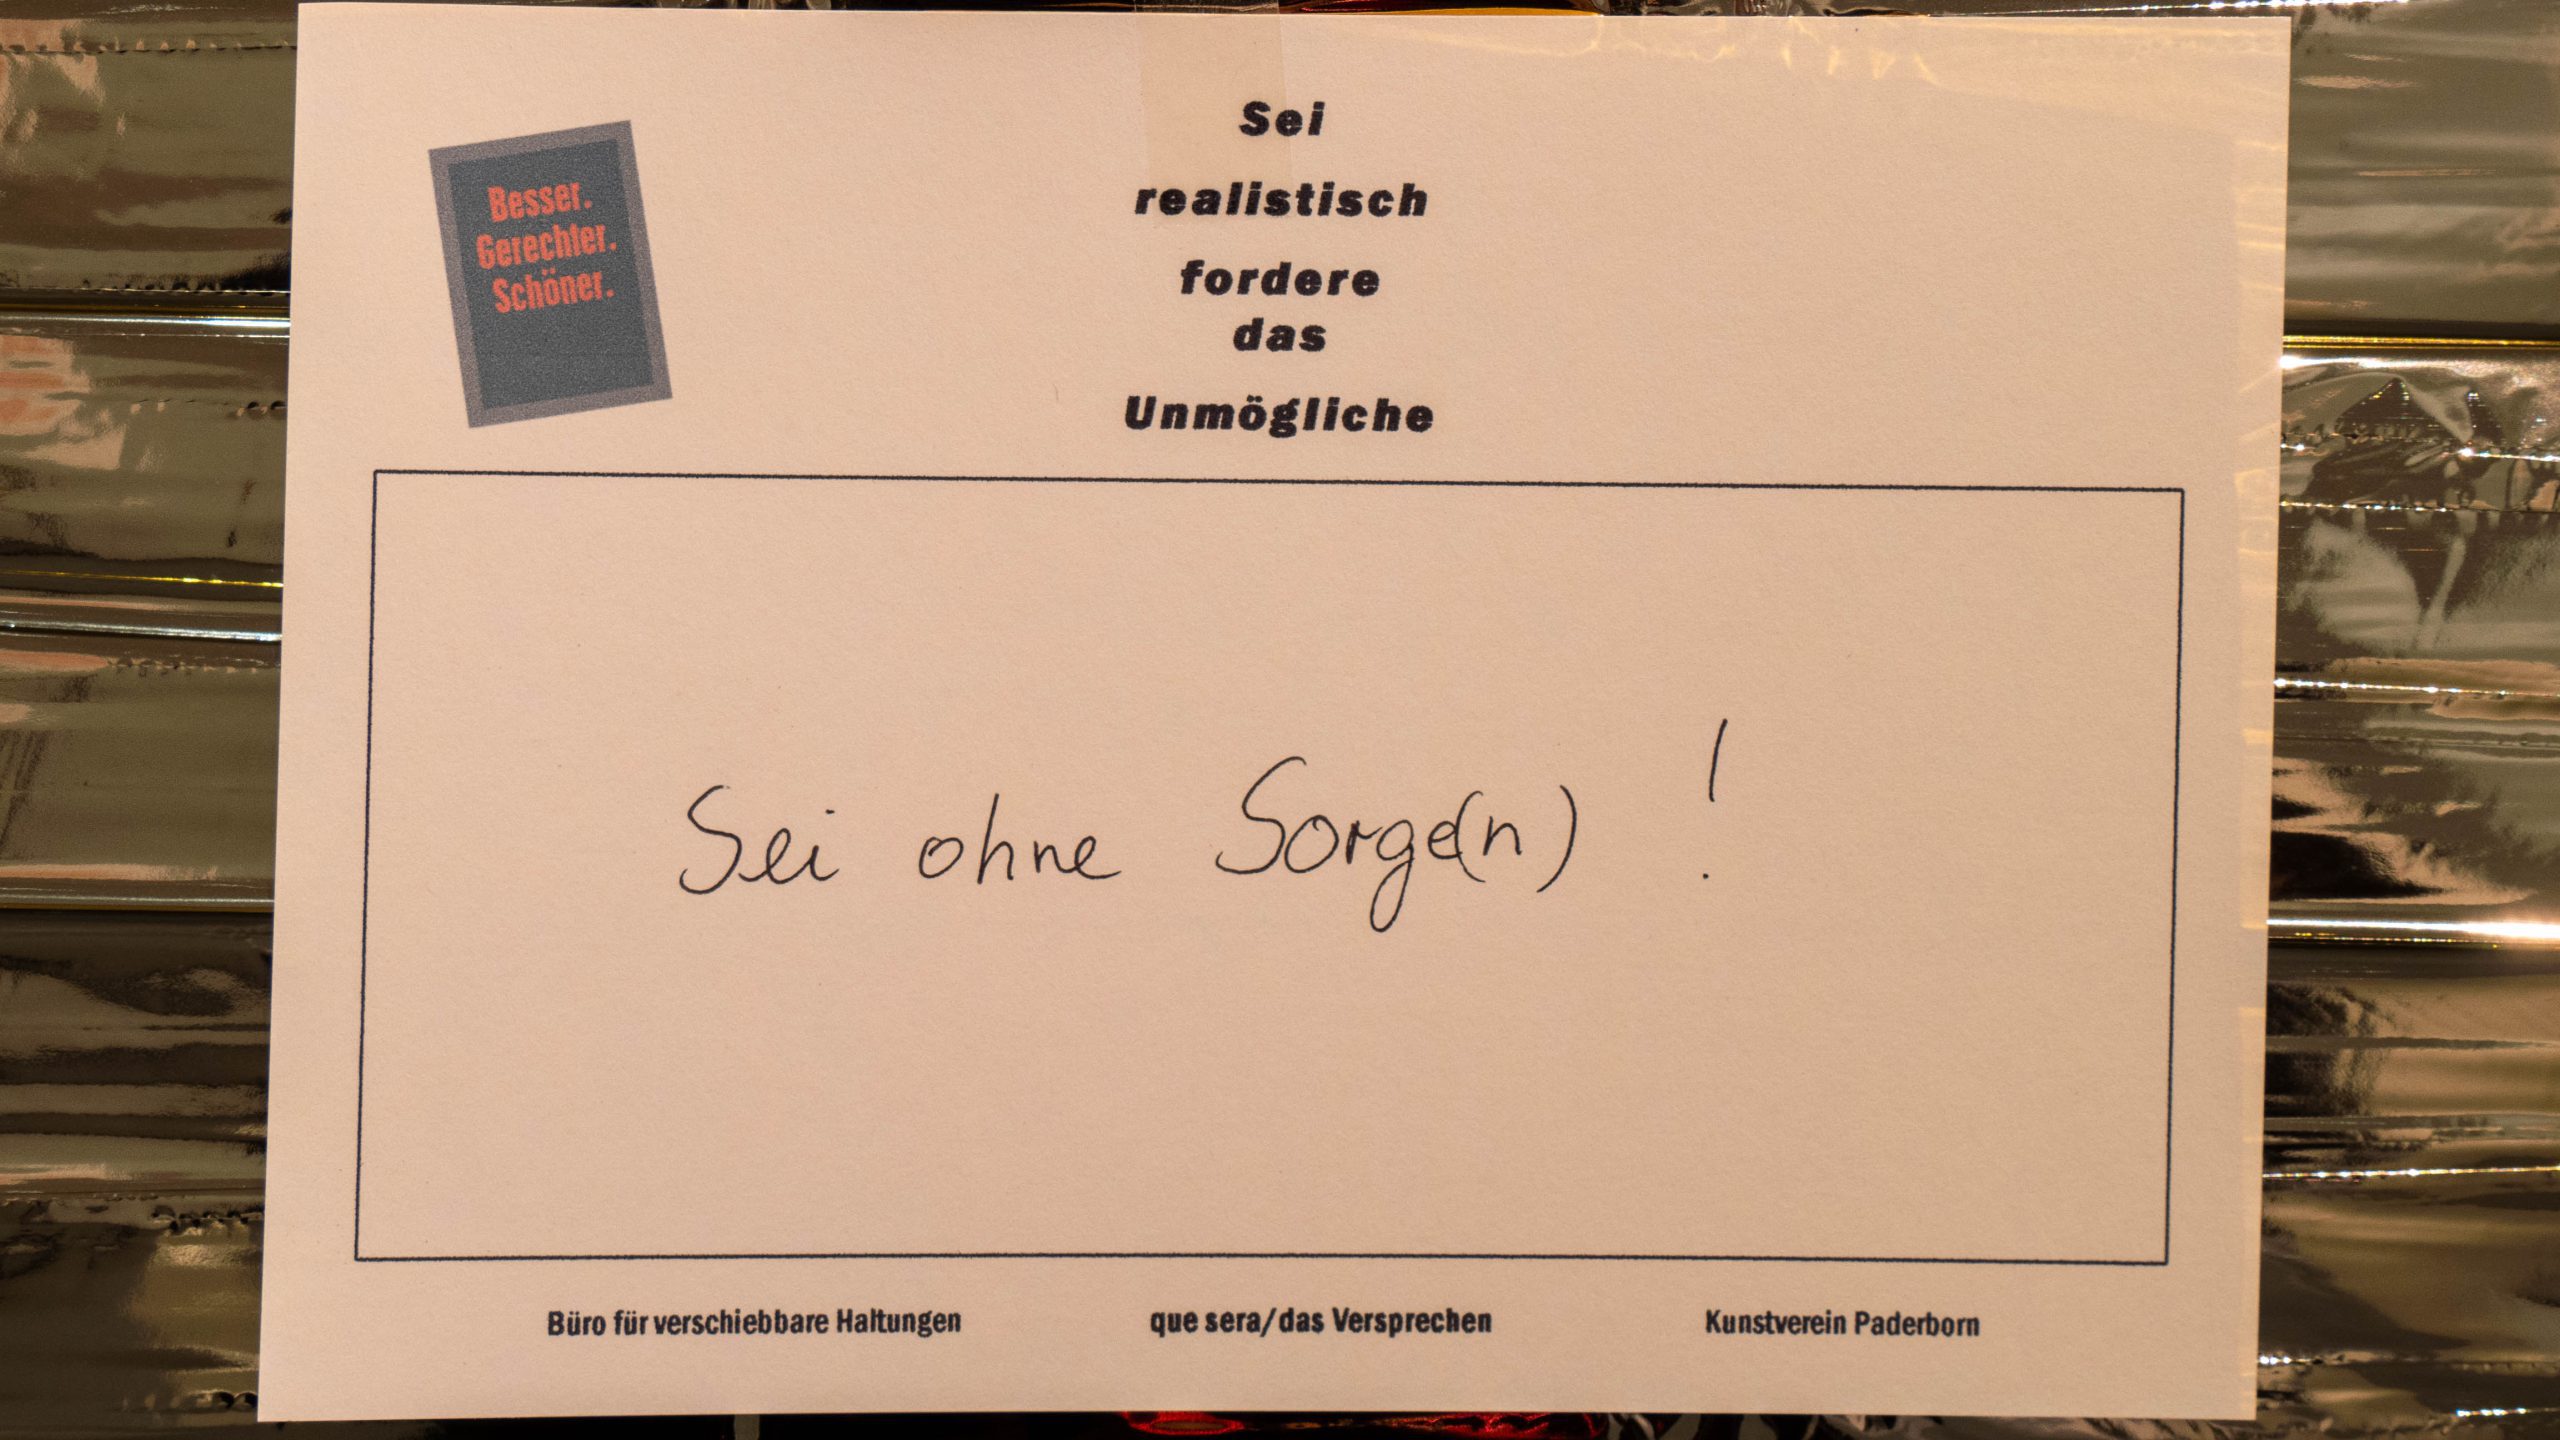 Besser.
Gerechter.
Schöner.
Sei
realistisch
fordere
das
Unmögliche
Sei ohne Sorge(n) !
Büro für verschiebbare Haltungen que sera/das Versprechen Kunstverein Paderborn